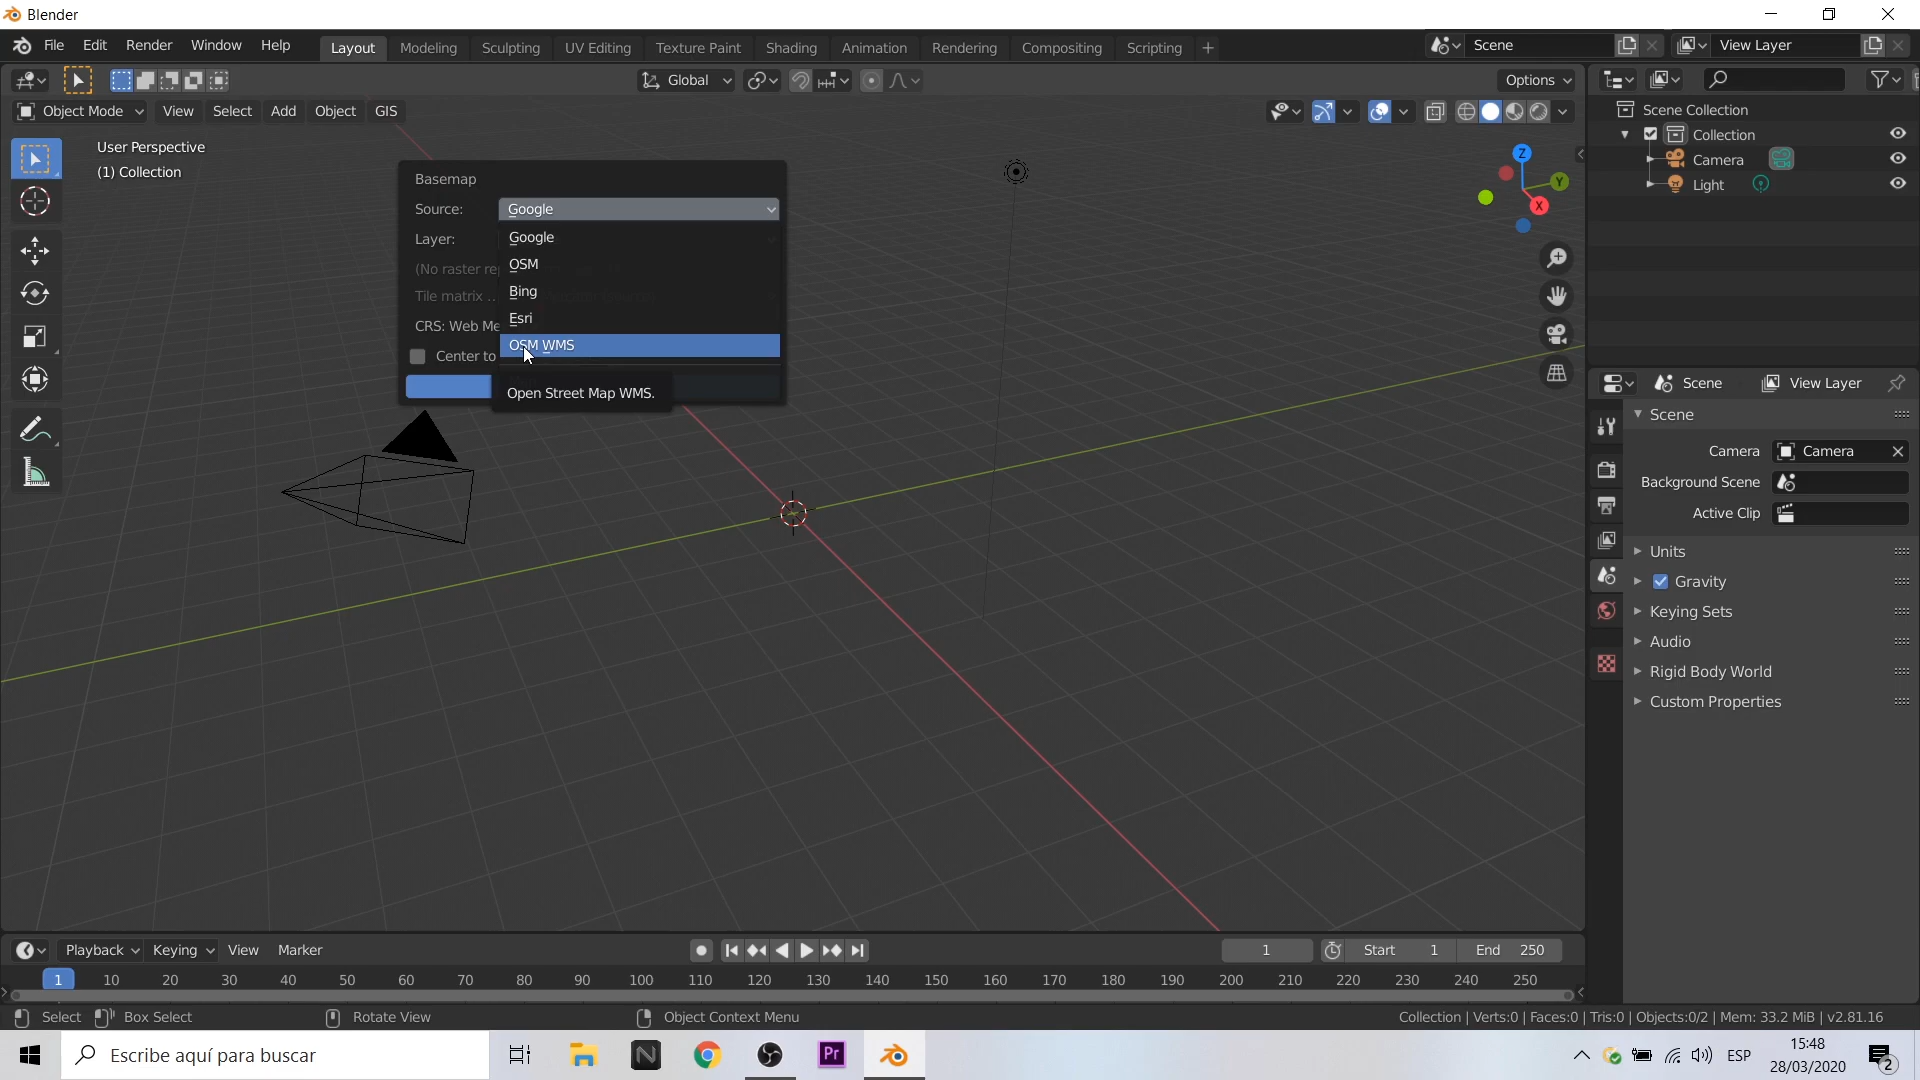 Blender
File Edit Render Window Help Layout Modeling Sculpting UV Editing Texture Paint Shading Animation Rendering Compositing Scripting + Scene View Layer
Global Options
Object Mode View Select Add Object GIS
User Perspective
(1) Collection
Z
Y
X
Basemap
Source: Google
Layer: Google
OSM
(No raster
Bing
Tile matrix ..
Esri
CRS: Web
OSM WMS
Center to
Open Street Map WMS.
Scene Collection
Collection
Camera
Light
Scene View Layer
Scene
Camera Camera
Background Scene
Active Clip
Units
Gravity
Keying Sets
Audio
Rigid Body World
Custom Properties
Playback Keying View Marker 1 Start 1 End 250
1 10 20 30 40 50 60 70 80 90 100 110 120 130 140 150 160 170 180 190 200 210 220 230 240 250
Select Box Select Rotate View Object Context Menu Collection | Verts:0 | Faces:0 | Tris:0 | Objects:0/2 | Mem: 33.2 MiB | v2.81.16
Escribe aquí para buscar N Pr ESP 15:48
28/03/2020 2